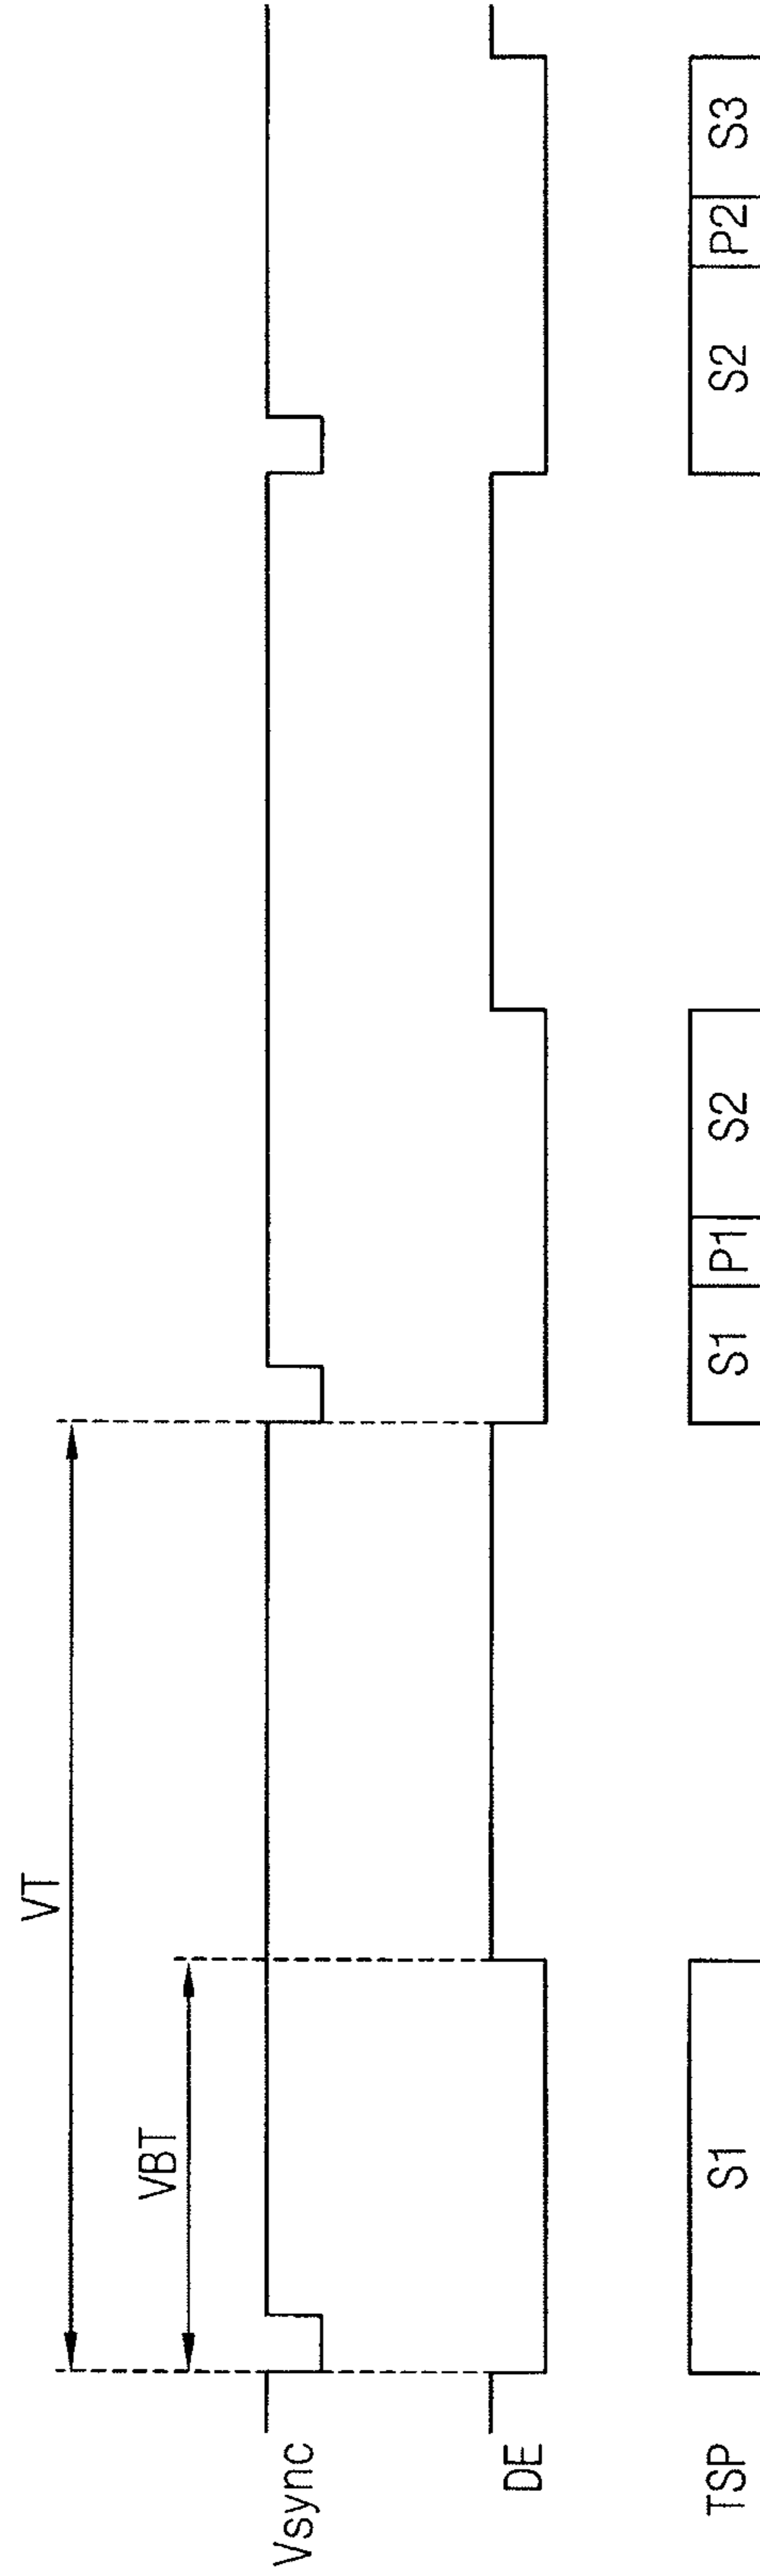 VT
VBT
Vsync
DE
TSP S1 S1 P1 S2 S2 P2 S3